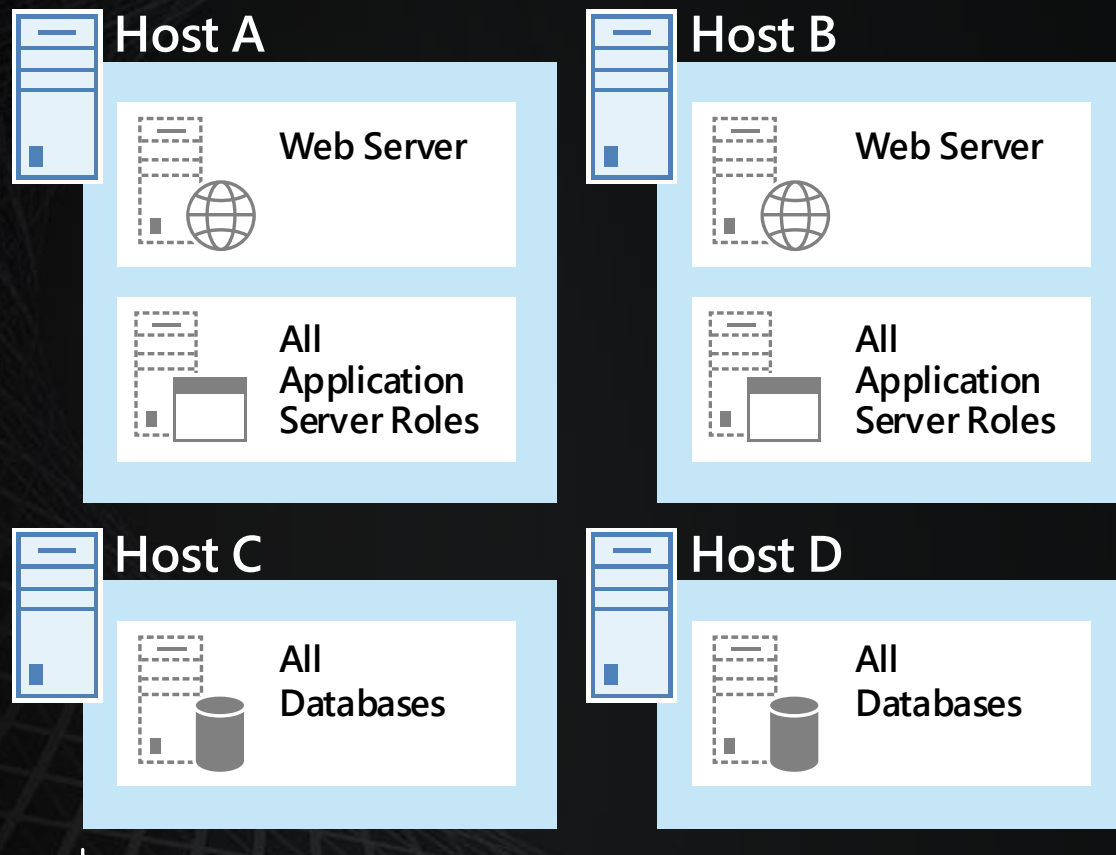 Host A
Web Server
All
Application
Server Roles
Host B
Web Server
All
Application
Server Roles
Host C
All
Databases
Host D
All
Databases